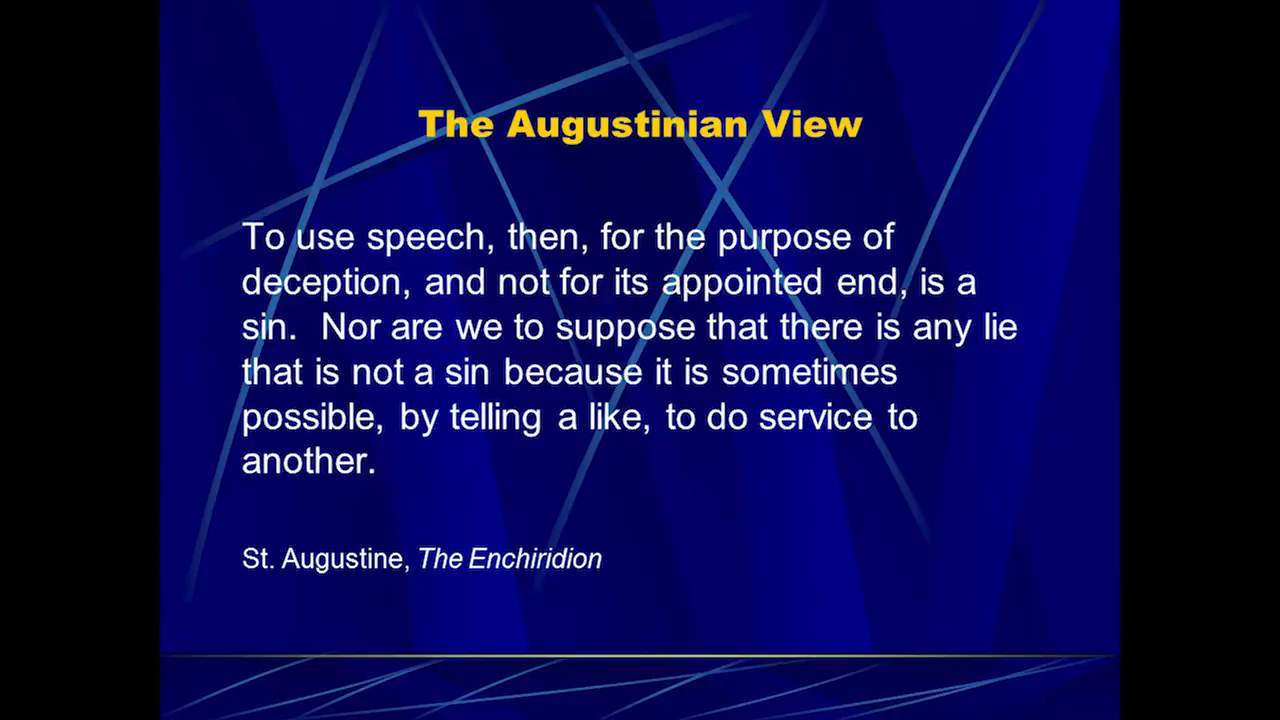 The Augustinian View
To use speech, then, for the purpose of
deception, and not for its appointed end, is a
sin.  Nor are we to suppose that there is any lie
that is not a sin because it is sometimes
possible, by telling a like, to do service to
another.
St. Augustine, The Enchiridion